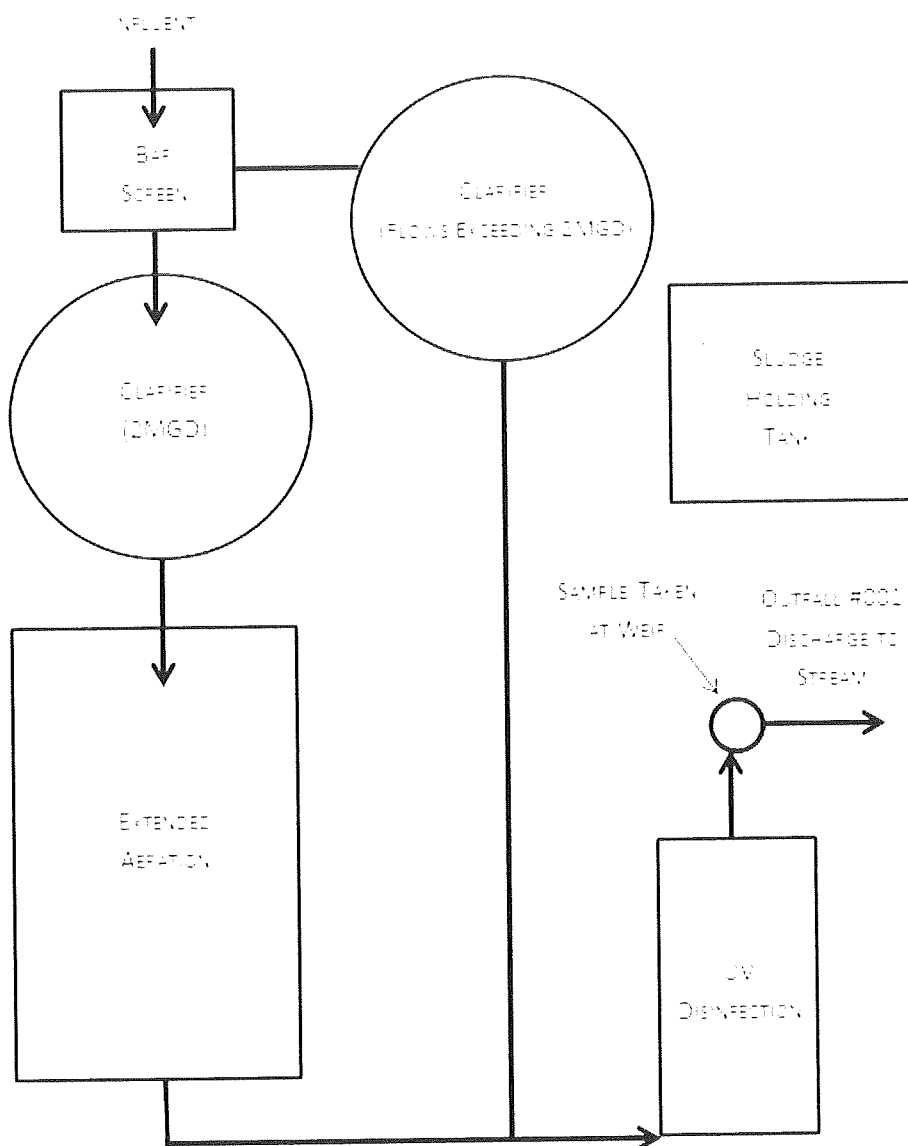 INFLUENT
BAR
SCREEN
CLARIFIER
(FLOWS EXCEEDING 2MGD)
CLARIFIER
(2MGD)
SLUDGE
HOLDING
TANK
SAMPLE TAKEN
AT WEIR
OUTFALL
DISCHARGE TO
STREAM
EXTENDED
AERATION
UV
DISINFECTION